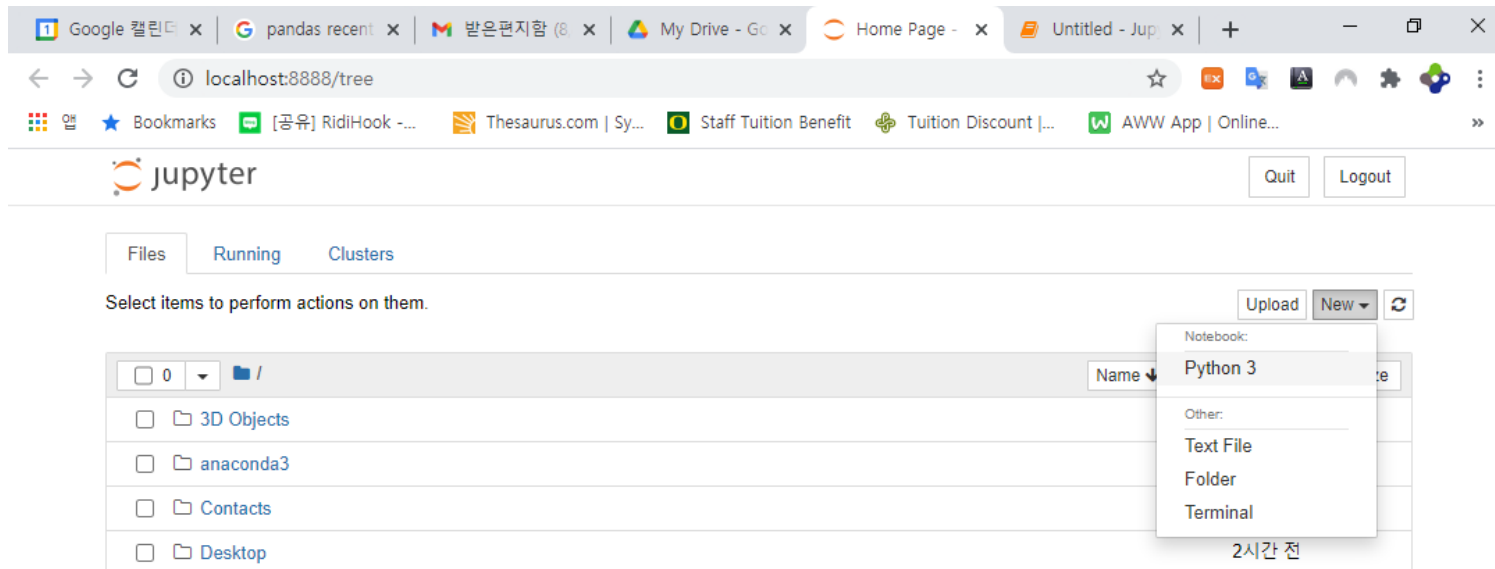 Google 캘린더 pandas recent 받은편지함 (8, My Drive - Go Home Page - Untitled - Jup
localhost:8888/tree
앱 Bookmarks [공유] RidiHook -... Thesaurus.com | Sy... Staff Tuition Benefit Tuition Discount |... AWW App | Online... »
jupyter Quit Logout
Files Running Clusters
Select items to perform actions on them. Upload New
Notebook:
0 / Name Python 3
3D Objects Other:
Text File
anaconda3
Folder
Contacts Terminal
Desktop 2시간 전